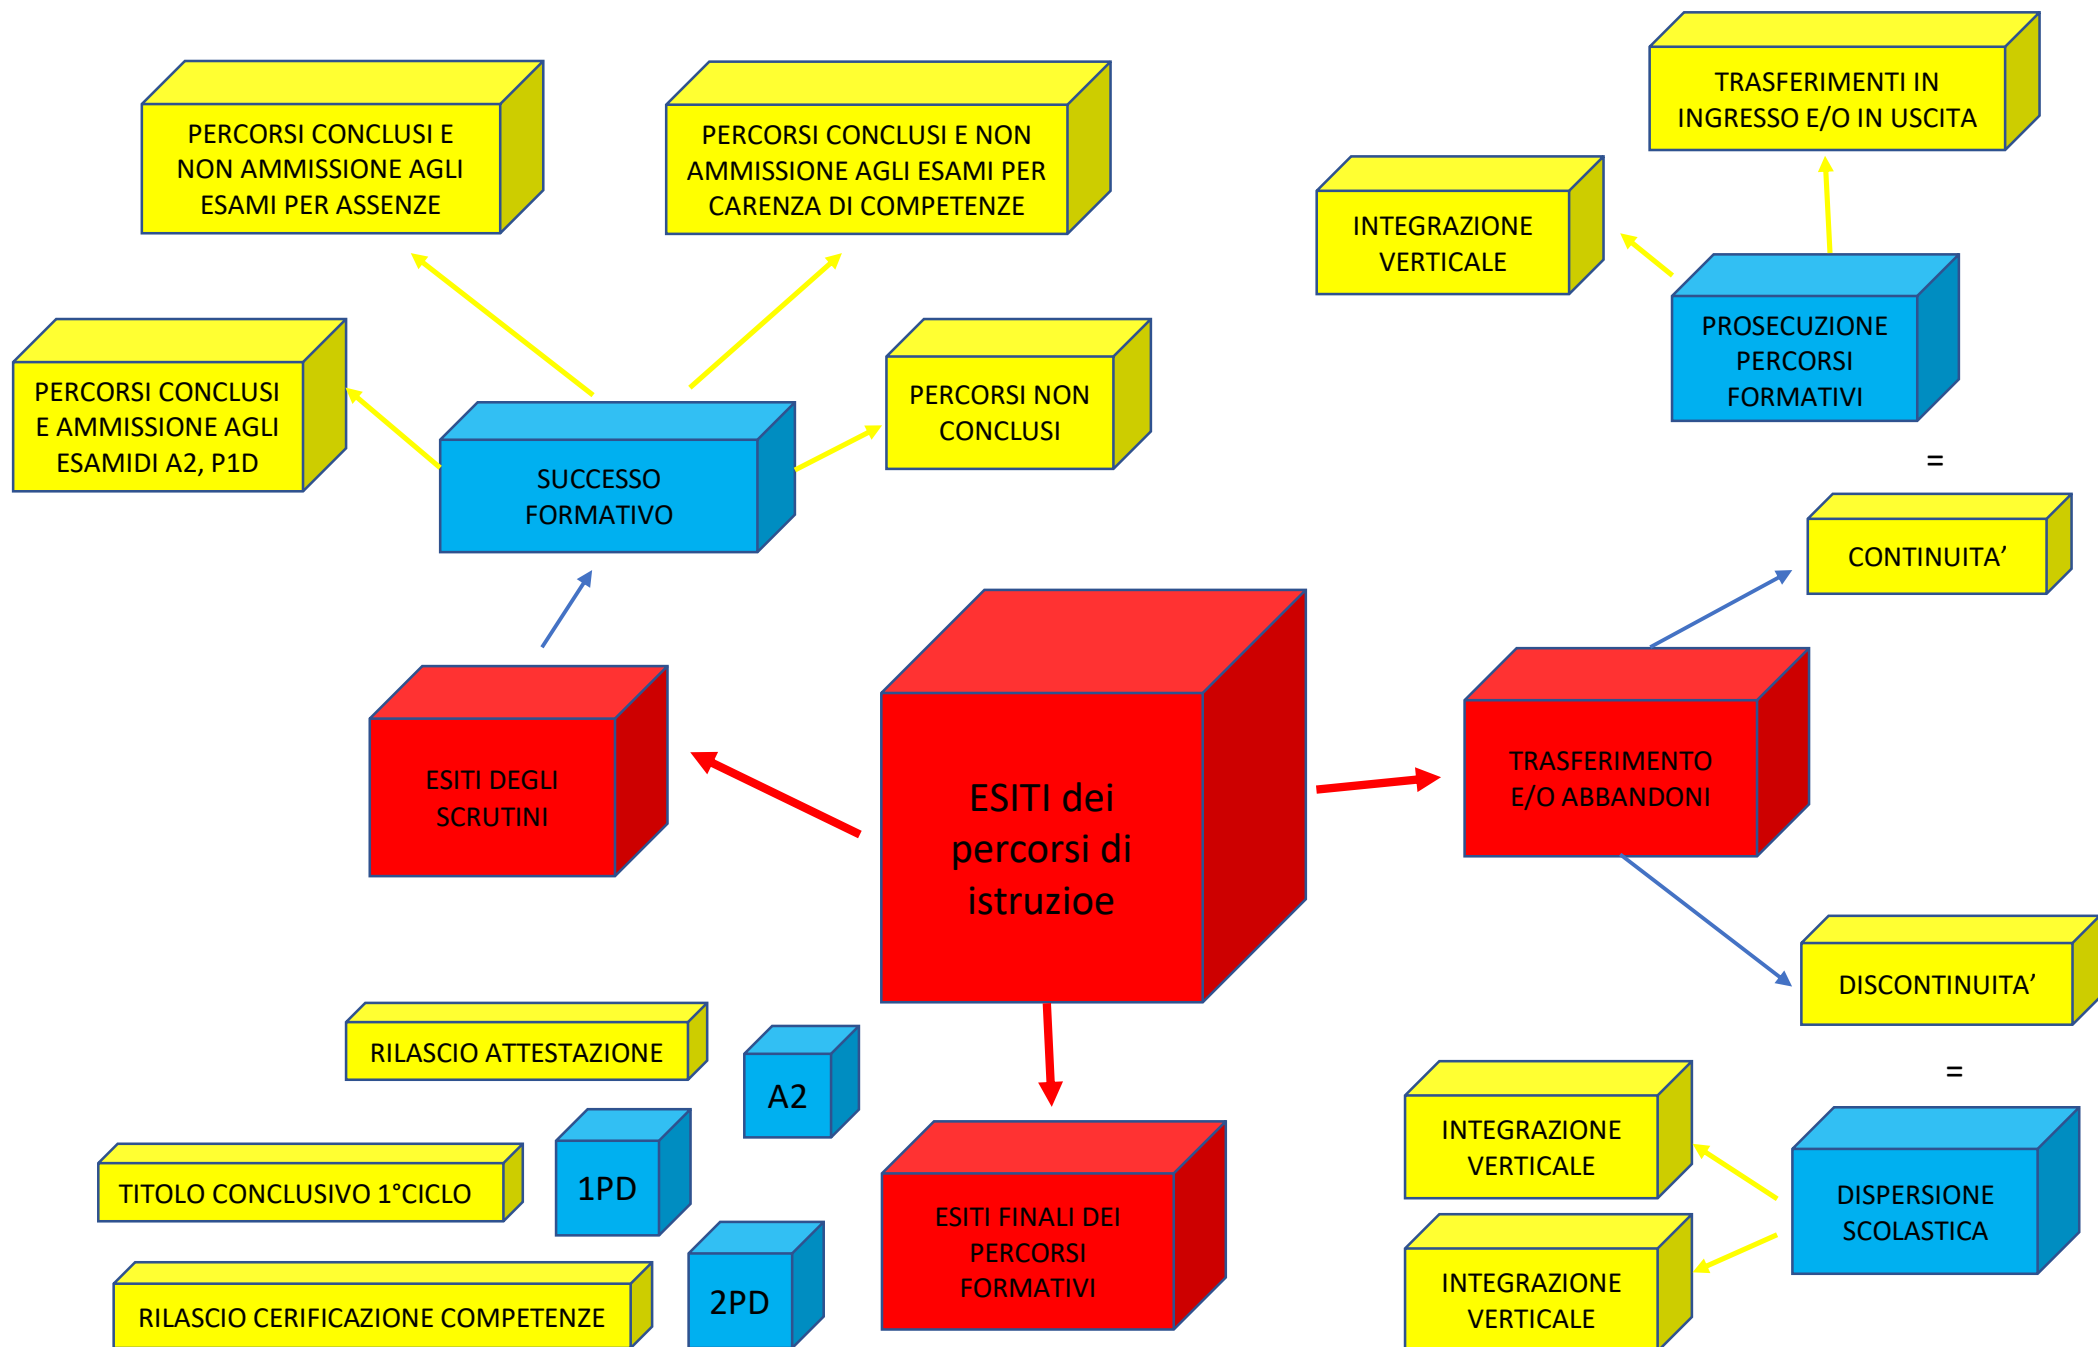 TRASFERIMENTI IN
INGRESSO E/O IN USCITA
PERCORSI CONCLUSI E
NON AMMISSIONE AGLI
ESAMI PER ASSENZE
PERCORSI CONCLUSI E NON
AMMISSIONE AGLI ESAMI PER
CARENZA DI COMPETENZE
INTEGRAZIONE
VERTICALE
PROSECUZIONE
PERCORSI
FORMATIVI
PERCORSI CONCLUSI
E AMMISSIONE AGLI
ESAMIDI A2, P1D
PERCORSI NON
CONCLUSI
SUCCESSO
FORMATIVO
=
CONTINUITA’
ESITI DEGLI
SCRUTINI
ESITI dei
percorsi di
istruzioe
TRASFERIMENTO
E/O ABBANDONI
DISCONTINUITA’
=
RILASCIO ATTESTAZIONE
A2
TITOLO CONCLUSIVO 1°CICLO
1PD
RILASCIO CERIFICAZIONE COMPETENZE
2PD
ESITI FINALI DEI
PERCORSI
FORMATIVI
INTEGRAZIONE
VERTICALE
INTEGRAZIONE
VERTICALE
DISPERSIONE
SCOLASTICA